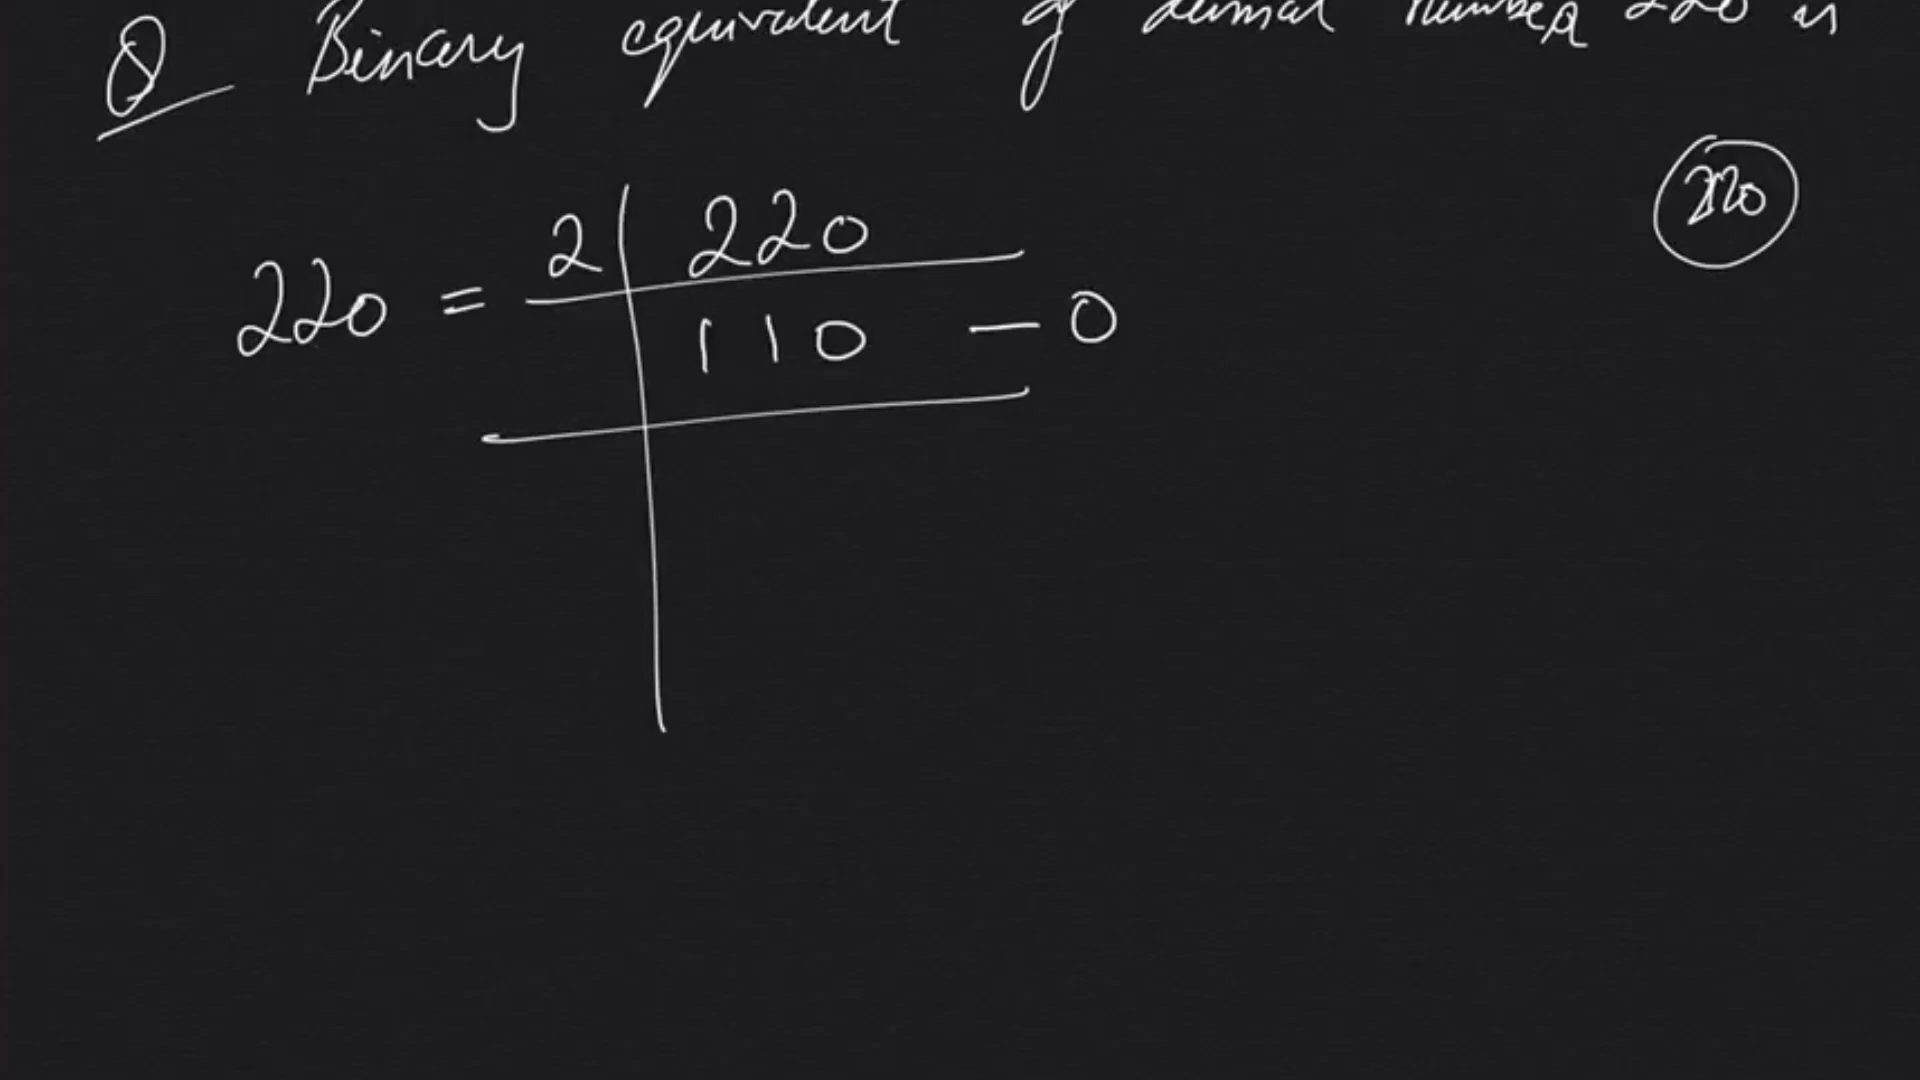 Q Binary equivalent of decimal number 220 is
220
2 | 220
220 =
110 — 0